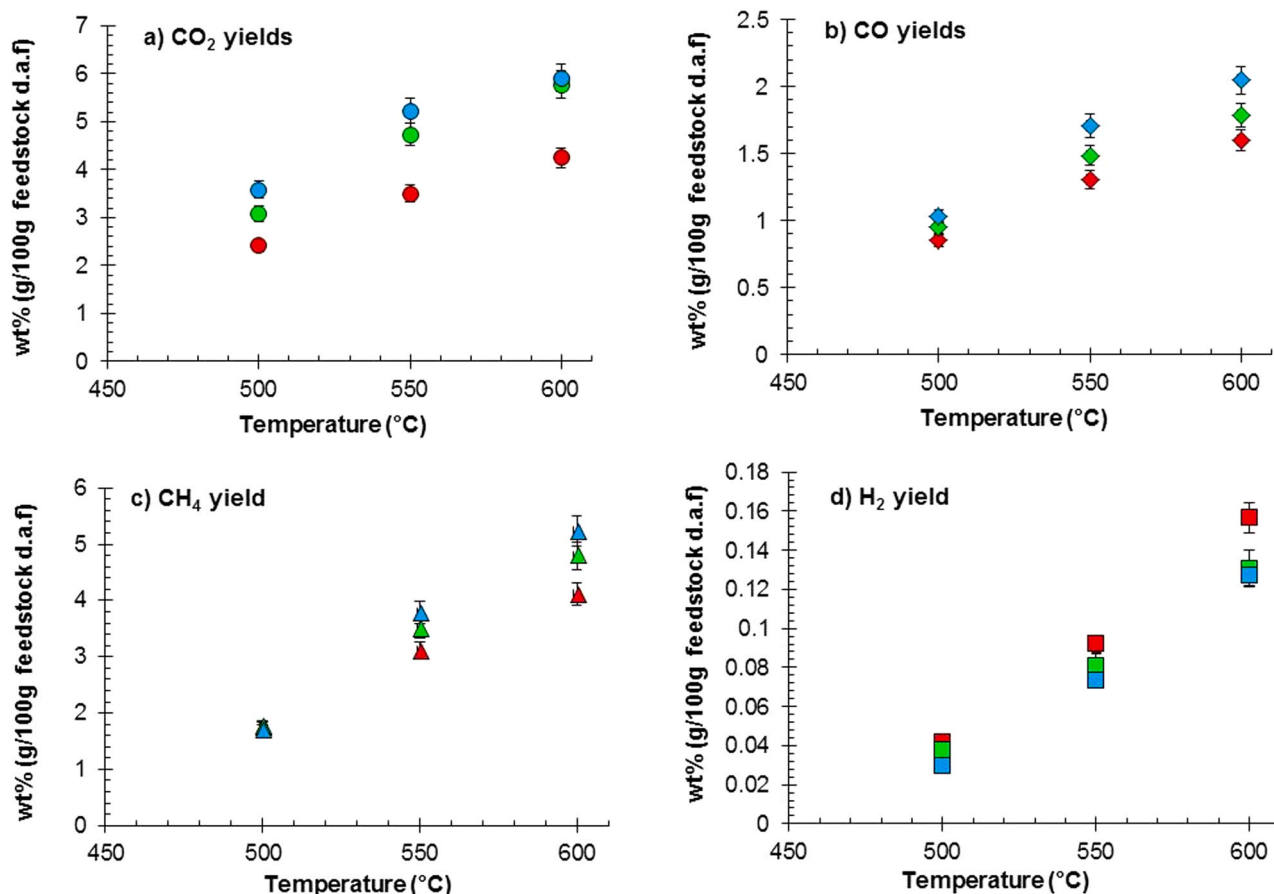 a) CO₂ yields
wt% (g/100g feedstock d.a.f)
7
6
5
4
3
2
1
0
450 500 550 600
Temperature (°C)
b) CO yields
wt% (g/100g feedstock d.a.f)
2.5
2
1.5
1
0.5
0
450 500 550 600
Temperature (°C)
c) CH₄ yield
wt% (g/100g feedstock d.a.f)
6
5
4
3
2
1
0
450 500 550 600
Temperature (°C)
d) H₂ yield
wt% (g/100g feedstock d.a.f)
0.18
0.16
0.14
0.12
0.1
0.08
0.06
0.04
0.02
0
450 500 550 600
Temperature (°C)